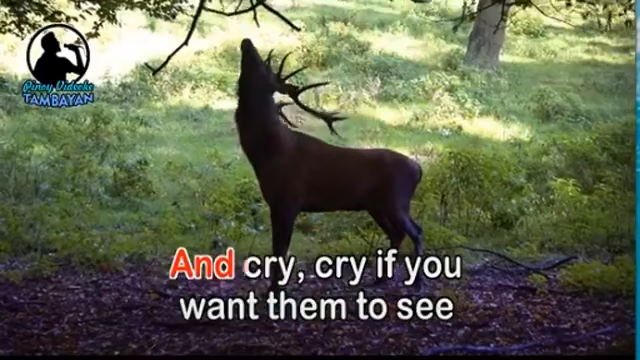 Pinoy Videoke
TAMBAYAN
And cry, cry if you
want them to see